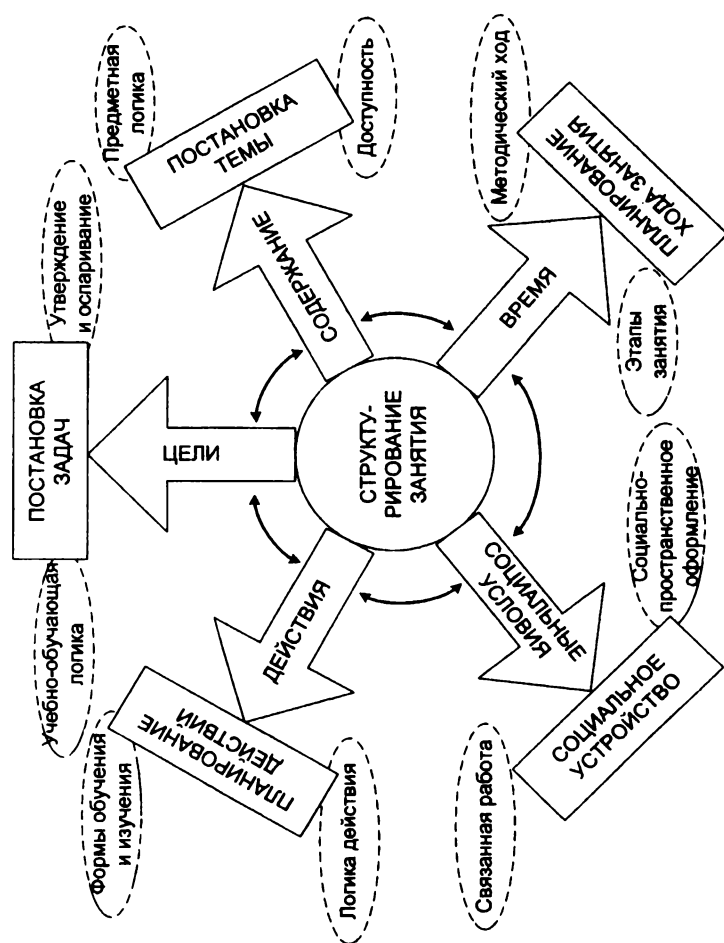 Учебно-обучающая
логика
ПОСТАНОВКА
ЗАДАЧ
Утверждение
и оспаривание
ЦЕЛИ
Предметная
логика
ПОСТАНОВКА
ТЕМЫ
Доступность
СОДЕРЖАНИЕ
Методический ход
ПЛАНИРОВАНИЕ
ХОДА ЗАНЯТИЯ
Этапы
занятия
ВРЕМЯ
Социально-
пространственное
оформление
СОЦИАЛЬНОЕ
УСТРОЙСТВО
Связанная работа
СОЦИАЛЬНЫЕ
УСЛОВИЯ
Логика действия
ПЛАНИРОВАНИЕ
ДЕЙСТВИЙ
Формы обучения
и изучения
ДЕЙСТВИЯ
СТРУКТУ-
РИРОВАНИЕ
ЗАНЯТИЯ